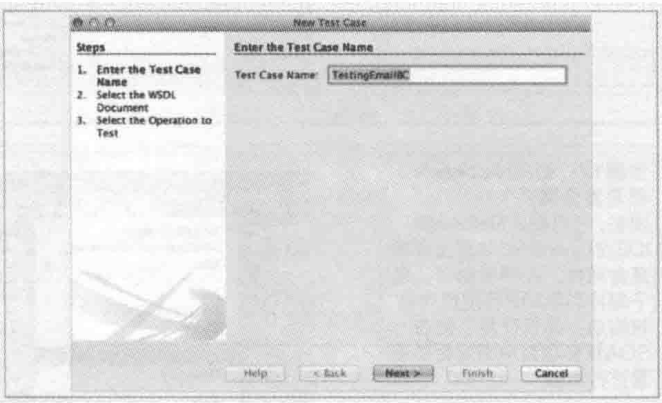 New Test Case
Steps
1. Enter the Test Case
Name
2. Select the WSDL
Document
3. Select the Operation to
Test
Enter the Test Case Name
Test Case Name: TestingEmailBC
Help
< Back
Next >
Finish
Cancel